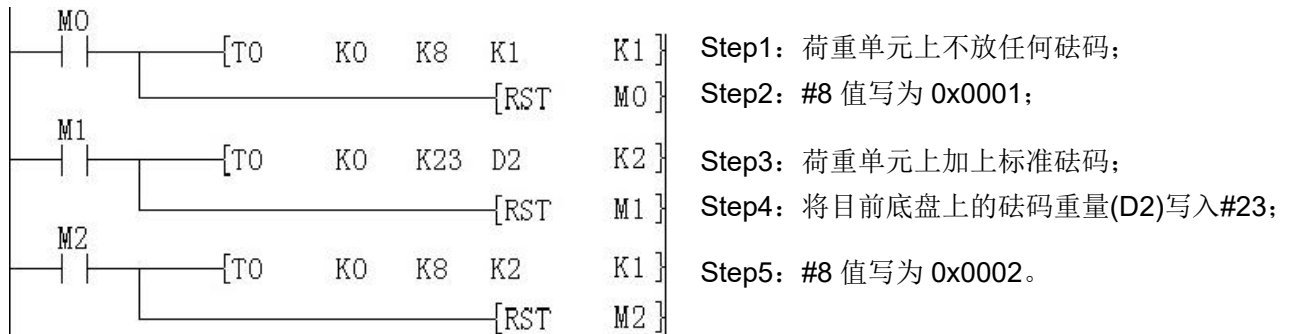 M0
[TO K0 K8 K1 K1] Step1：荷重单元上不放任何砝码；
[RST M0] Step2：#8 值写为 0x0001；
M1
[TO K0 K23 D2 K2] Step3：荷重单元上加上标准砝码；
[RST M1] Step4：将目前底盘上的砝码重量(D2)写入#23；
M2
[TO K0 K8 K2 K1] Step5：#8 值写为 0x0002。
[RST M2]